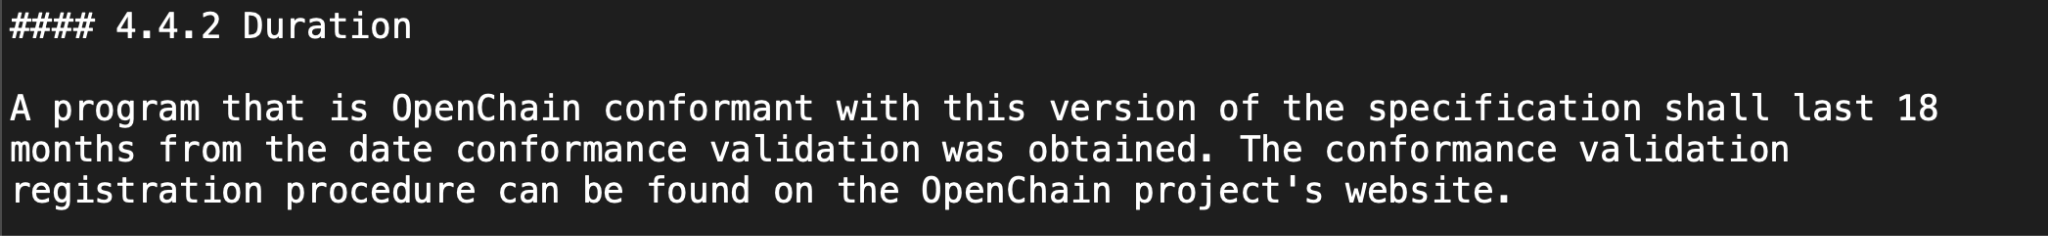 #### 4.4.2 Duration
A program that is OpenChain conformant with this version of the specification shall last 18
months from the date conformance validation was obtained. The conformance validation
registration procedure can be found on the OpenChain project's website.